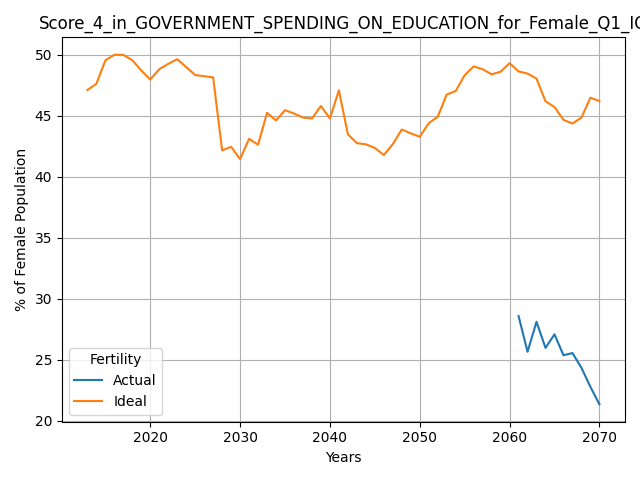 Score_4_in_GOVERNMENT_SPENDING_ON_EDUCATION_for_Female_Q1_IC
50
45
40
35
30
25
20
% of Female Population
Fertility
Actual
Ideal
2020 2030 2040 2050 2060 2070
Years